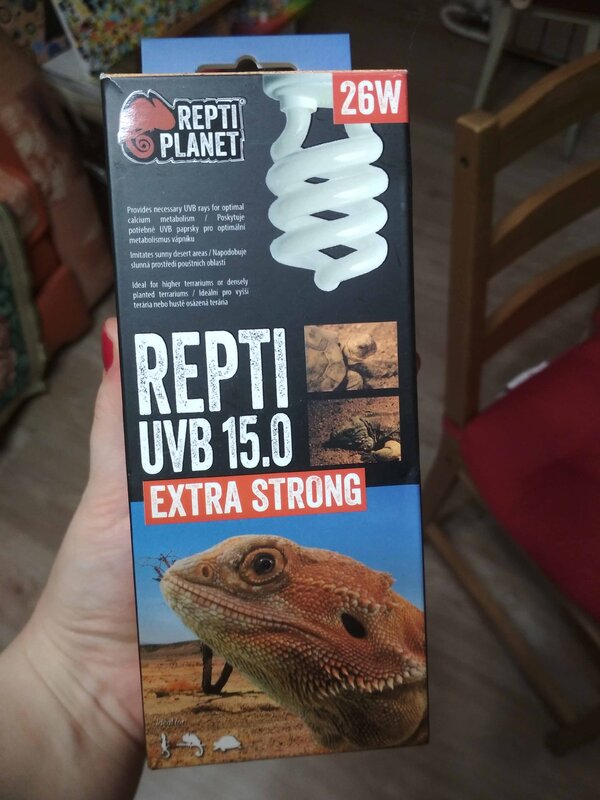 26W
REPTI
PLANET
Provides necessary UVB rays for optimal
calcium metabolism / Poskytuje
potřebné UVB paprsky pro optimální
metabolismus vápníku
Imitates sunny desert areas / Napodobuje
slunná prostředí pouštních oblastí
Ideal for higher terrariums or densely
planted terrariums / Ideální pro vyšší
terária nebo hustě osázená terária
REPTI
UVB 15.0
EXTRA STRONG
Ideal for: